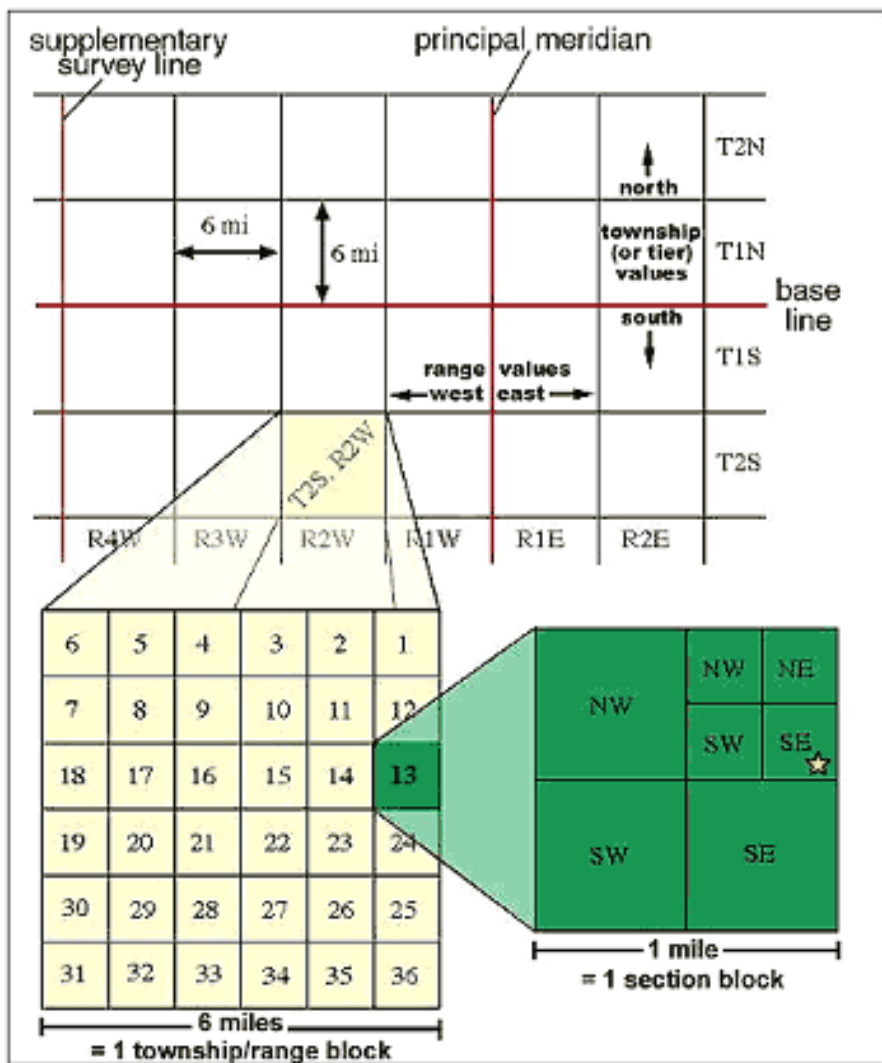 supplementary
survey line
principal meridian
T2N
north
6 mi
6 mi
township
(or tier)
values
T1N
base
line
south
T1S
range values
west east
T2S, R2W
T2S
R4W R3W R2W R1W R1E R2E
6 5 4 3 2 1
7 8 9 10 11 12
18 17 16 15 14 13
19 20 21 22 23 24
30 29 28 27 26 25
31 32 33 34 35 36
6 miles
= 1 township/range block
NW NE
NW
SW SE
SW SE
1 mile
= 1 section block